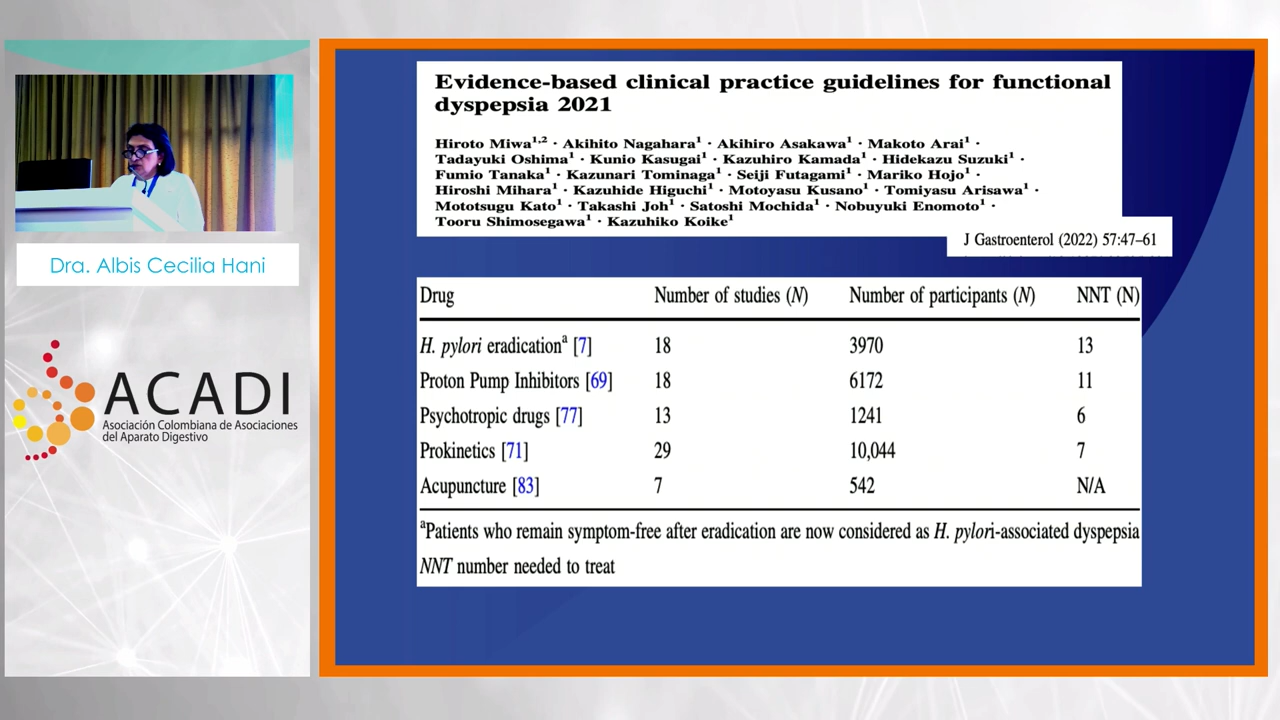 Dra. Albis Cecilia Hani
ACADI
Asociación Colombiana de Asociaciones
del Aparato Digestivo
Evidence-based clinical practice guidelines for functional
dyspepsia 2021
Hiroto Miwa1,2 · Akihito Nagahara1 · Akihiro Asakawa1 · Makoto Arai1 ·
Tadayuki Oshima1 · Kunio Kasugai1 · Kazuhiro Kamada1 · Hidekazu Suzuki1 ·
Fumio Tanaka1 · Kazunari Tominaga1 · Seiji Futagami1 · Mariko Hojo1 ·
Hiroshi Mihara1 · Kazuhide Higuchi1 · Motoyasu Kusano1 · Tomiyasu Arisawa1 ·
Mototsugu Kato1 · Takashi Joh1 · Satoshi Mochida1 · Nobuyuki Enomoto1 ·
Tooru Shimosegawa1 · Kazuhiko Koike1
J Gastroenterol (2022) 57:47–61
Drug Number of studies (N) Number of participants (N) NNT (N)
H. pylori eradicationa [7] 18 3970 13
Proton Pump Inhibitors [69] 18 6172 11
Psychotropic drugs [77] 13 1241 6
Prokinetics [71] 29 10,044 7
Acupuncture [83] 7 542 N/A
aPatients who remain symptom-free after eradication are now considered as H. pylori-associated dyspepsia
NNT number needed to treat